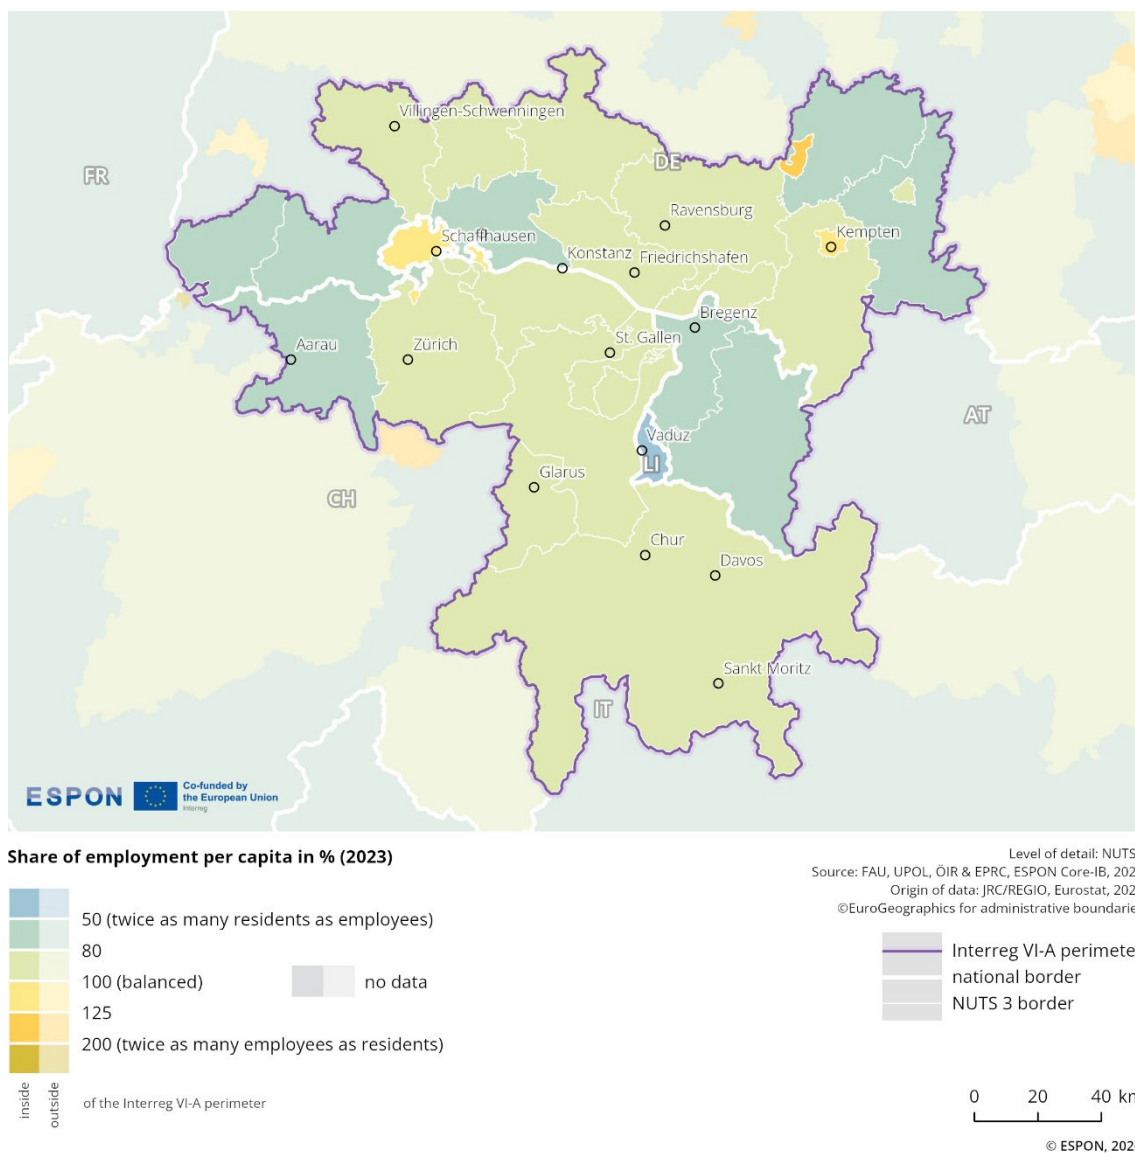 Villingen-Schwenningen
DE
FR
Ravensburg
Schaffhausen
Kempten
Konstanz
Friedrichshafen
Bregenz
Aarau
Zürich
St. Gallen
AT
Vaduz
LI
Glarus
CH
Chur
Davos
Sankt Moritz
IT
ESPON
Co-funded by
the European Union
Interreg
Share of employment per capita in % (2023)
50 (twice as many residents as employees)
80
100 (balanced)
125
200 (twice as many employees as residents)
no data
inside
outside
of the Interreg VI-A perimeter
Level of detail: NUTS
Source: FAU, UPOL, ÖIR & EPRC, ESPON Core-IB, 202
Origin of data: JRC/REGIO, Eurostat, 202
©EuroGeographics for administrative boundarie
Interreg VI-A perimete
national border
NUTS 3 border
0 20 40 km
© ESPON, 202